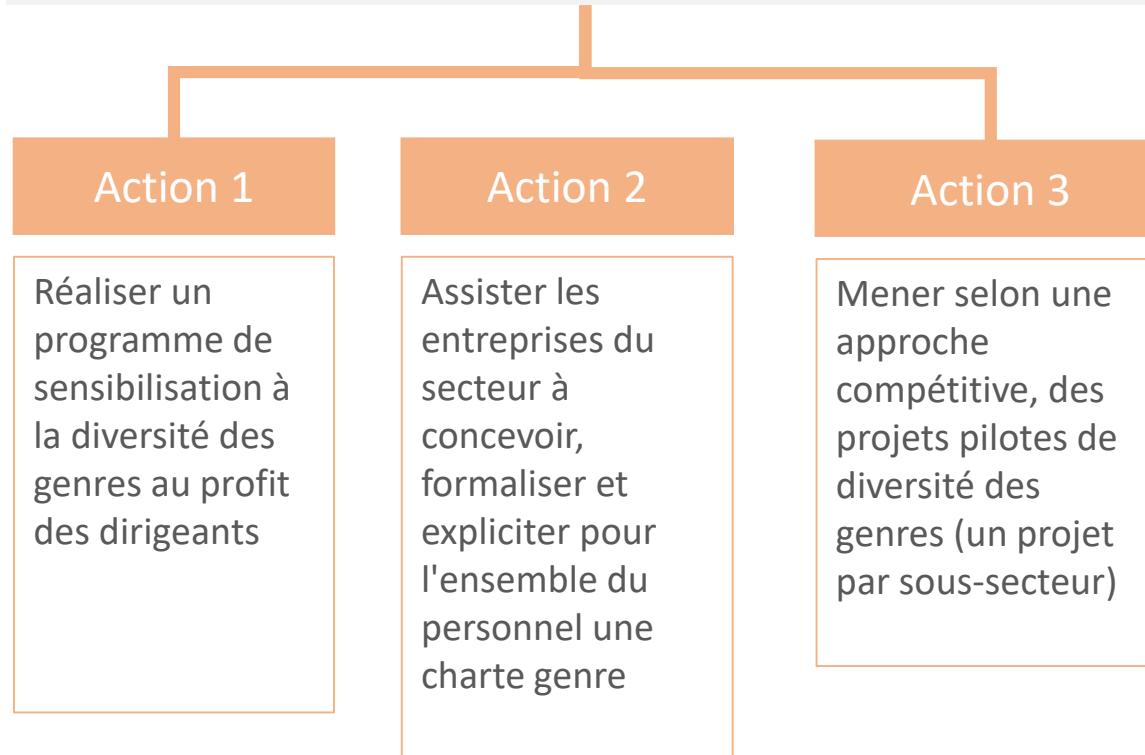 Action 1
Réaliser un
programme de
sensibilisation à
la diversité des
genres au profit
des dirigeants
Action 2
Assister les
entreprises du
secteur à
concevoir,
formaliser et
expliciter pour
l'ensemble du
personnel une
charte genre
Action 3
Mener selon une
approche
compétitive, des
projets pilotes de
diversité des
genres (un projet
par sous-secteur)